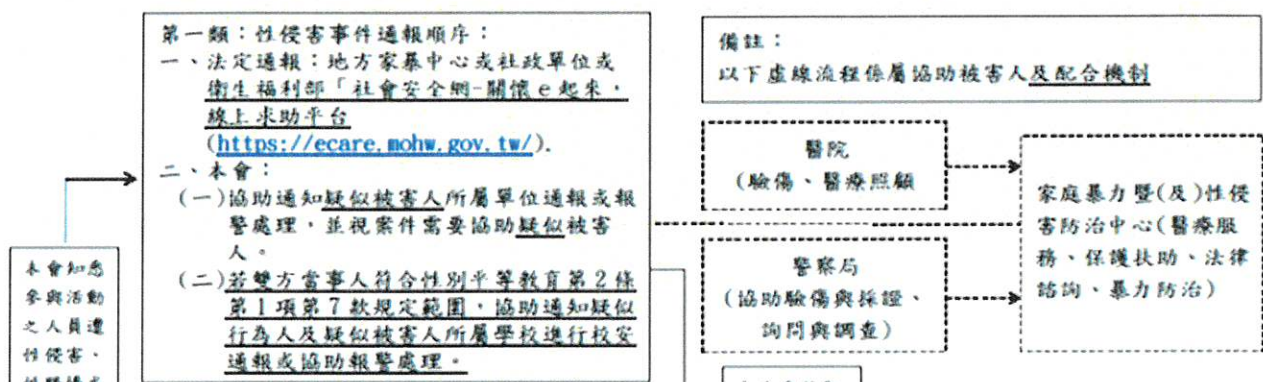 第一類：性侵害事件通報順序：
一、法定通報：地方家暴中心或社政單位或
衛生福利部「社會安全網-關懷e起來，
線上求助平台
(https://ecare.mohw.gov.tw/).
二、本會：
(一)協助通知疑似被害人所屬單位通報或報
警處理，並視案件需要協助疑似被害
人。
(二)若雙方當事人符合性別平等教育第2條
第1項第7款規定範圍，協助通知疑似
行為人及疑似被害人所屬學校進行校安
通報或協助報警處理。
備註：
以下虛線流程係屬協助被害人及配合機制
醫院
(驗傷、醫療照顧
警察局
(協助驗傷與採證、
詢問與調查)
家庭暴力暨(及)性侵
害防治中心(醫療服
務、保護扶助、法律
諮詢、暴力防治)
本會知悉
參與活動
之人員遭
性侵害、